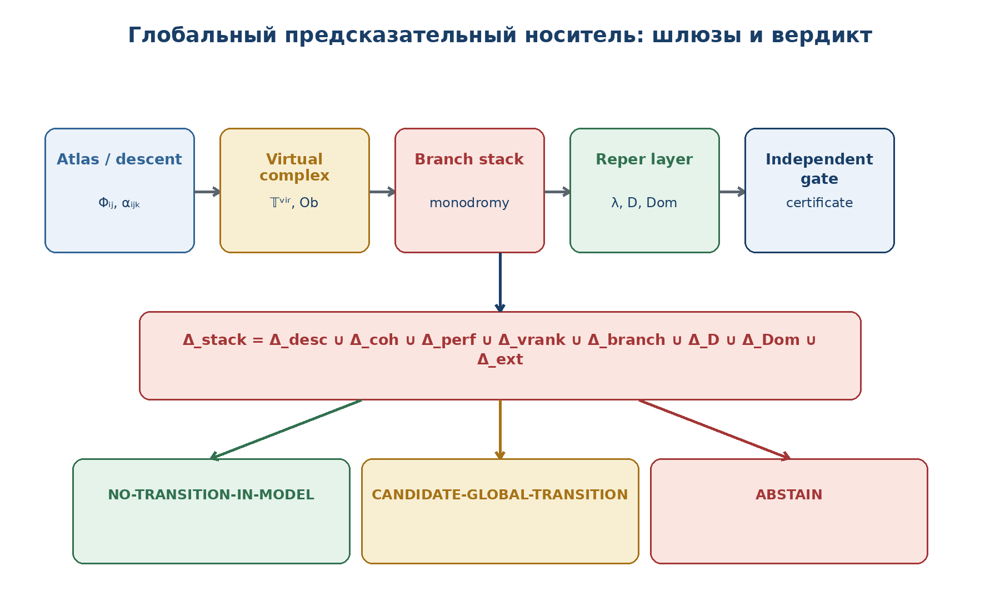 Глобальный предсказательный носитель: шлюзы и вердикт
Atlas / descent
Φᵢⱼ, αᵢⱼₖ
Virtual
complex
𝕋ᵛⁱʳ, Ob
Branch stack
monodromy
Reper layer
λ, D, Dom
Independent
gate
certificate
Δ_stack = Δ_desc ∪ Δ_coh ∪ Δ_perf ∪ Δ_vrank ∪ Δ_branch ∪ Δ_D ∪ Δ_Dom ∪
Δ_ext
NO-TRANSITION-IN-MODEL
CANDIDATE-GLOBAL-TRANSITION
ABSTAIN